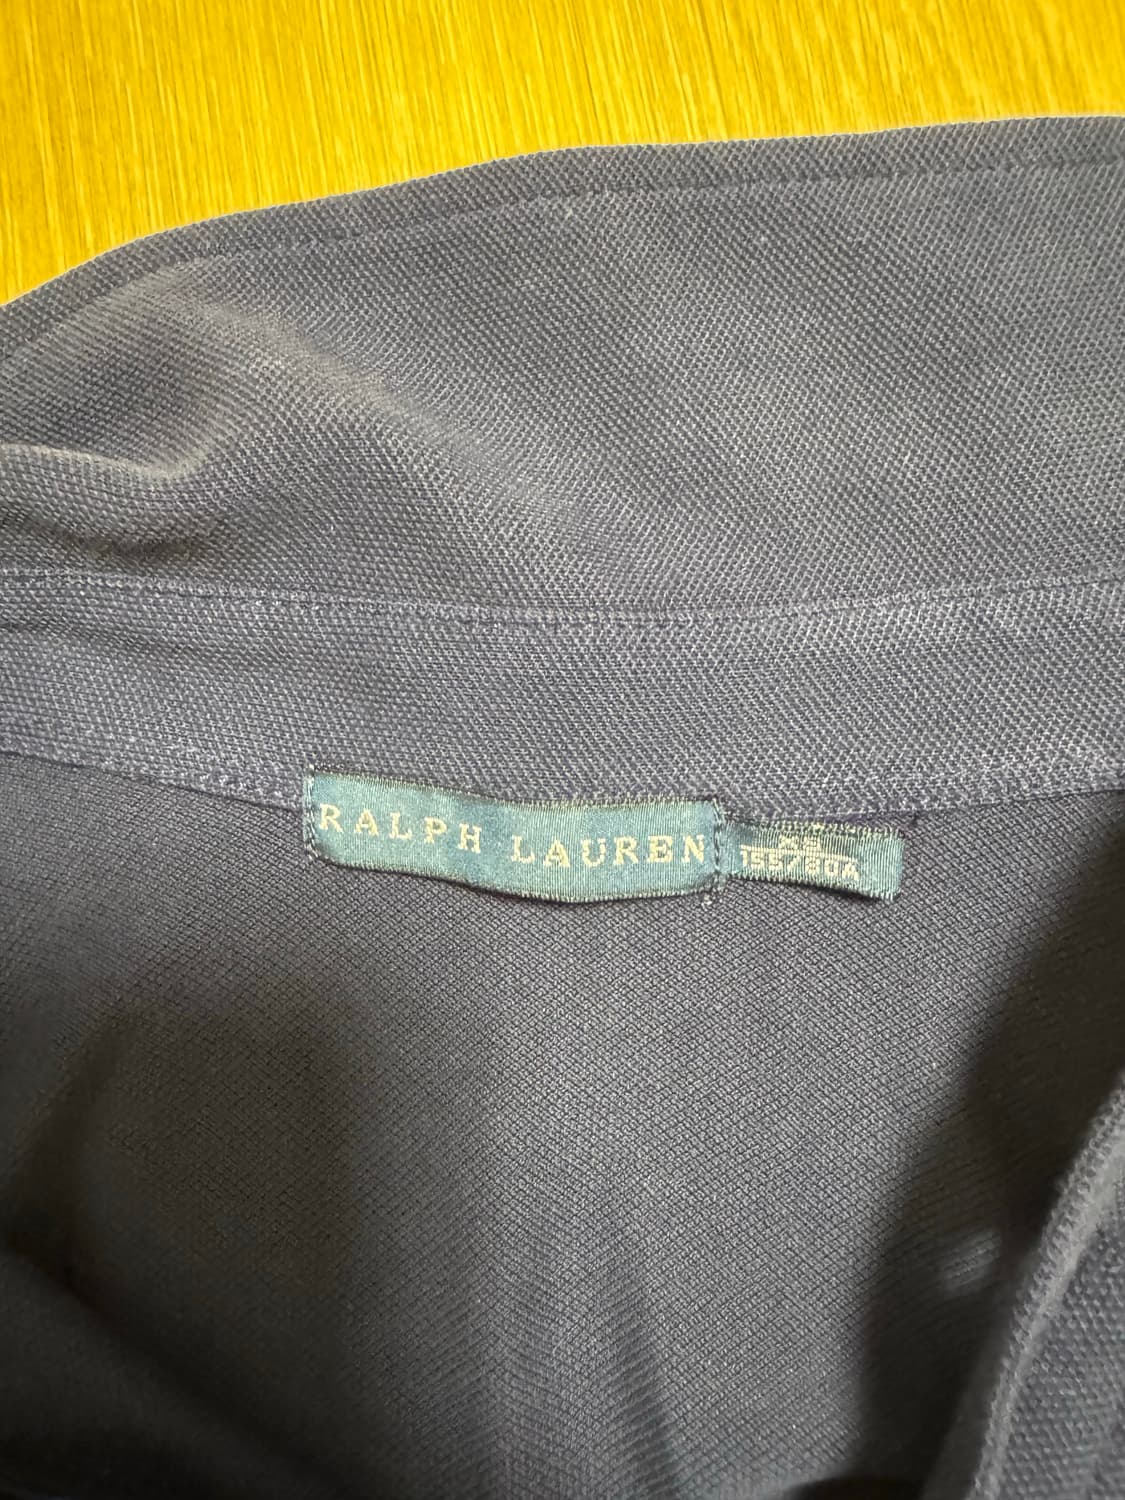 RALPH LAUREN
XS
155/80A